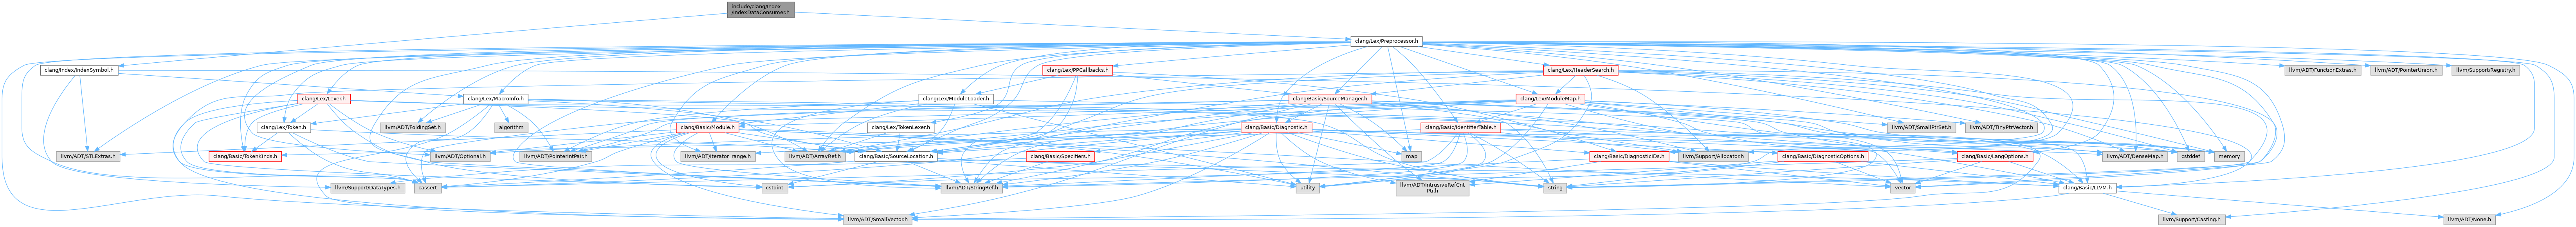 include/clang/Index
/IndexDataConsumer.h
clang/Lex/Preprocessor.h
clang/Index/IndexSymbol.h
clang/Lex/PPCallbacks.h
clang/Lex/HeaderSearch.h
llvm/ADT/FunctionExtras.h
llvm/ADT/PointerUnion.h
llvm/Support/Registry.h
clang/Lex/Lexer.h
clang/Lex/MacroInfo.h
clang/Lex/ModuleLoader.h
clang/Basic/SourceManager.h
clang/Lex/ModuleMap.h
clang/Lex/Token.h
llvm/ADT/FoldingSet.h
algorithm
clang/Basic/Module.h
clang/Lex/TokenLexer.h
clang/Basic/Diagnostic.h
clang/Basic/IdentifierTable.h
llvm/ADT/SmallPtrSet.h
llvm/ADT/TinyPtrVector.h
llvm/ADT/STLExtras.h
clang/Basic/TokenKinds.h
llvm/ADT/Optional.h
llvm/ADT/PointerIntPair.h
llvm/ADT/iterator_range.h
llvm/ADT/ArrayRef.h
clang/Basic/SourceLocation.h
clang/Basic/Specifiers.h
map
clang/Basic/DiagnosticIDs.h
llvm/Support/Allocator.h
clang/Basic/DiagnosticOptions.h
clang/Basic/LangOptions.h
llvm/ADT/DenseMap.h
cstddef
memory
llvm/Support/DataTypes.h
cassert
cstdint
llvm/ADT/StringRef.h
utility
llvm/ADT/IntrusiveRefCnt
Ptr.h
string
vector
clang/Basic/LLVM.h
llvm/ADT/SmallVector.h
llvm/Support/Casting.h
llvm/ADT/None.h